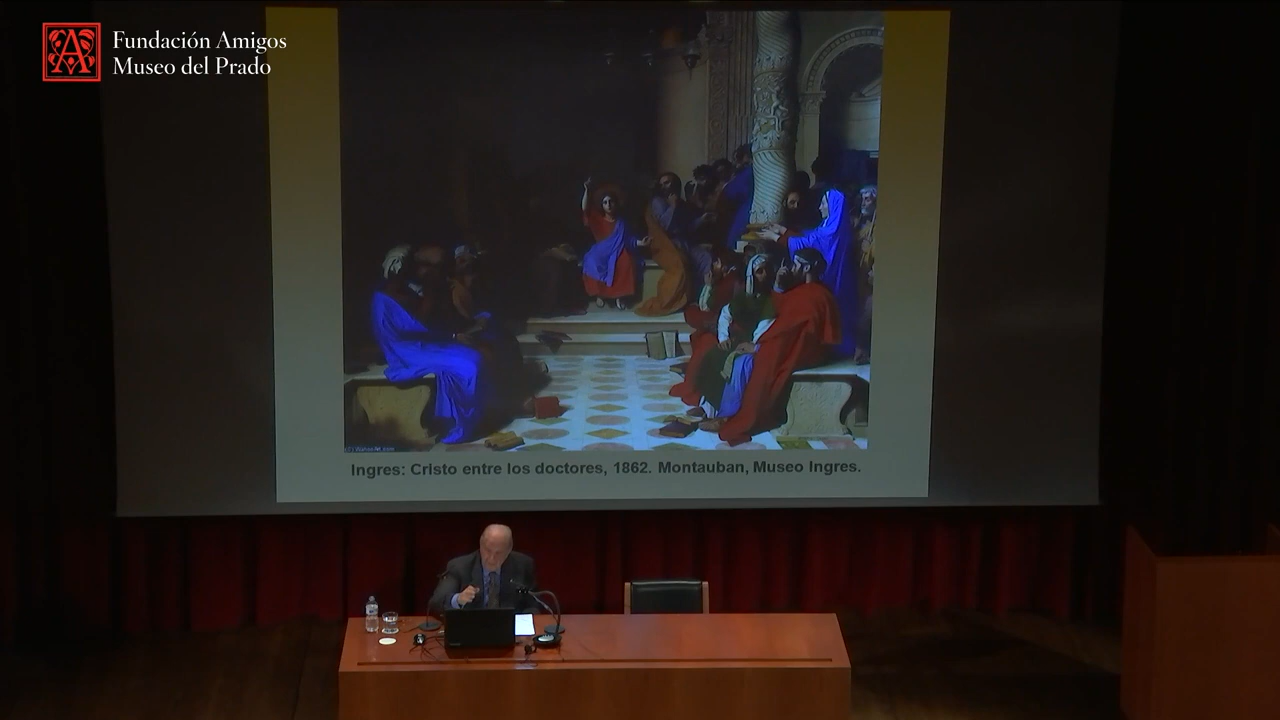 Fundación Amigos
Museo del Prado
Ingres: Cristo entre los doctores, 1862. Montauban, Museo Ingres.